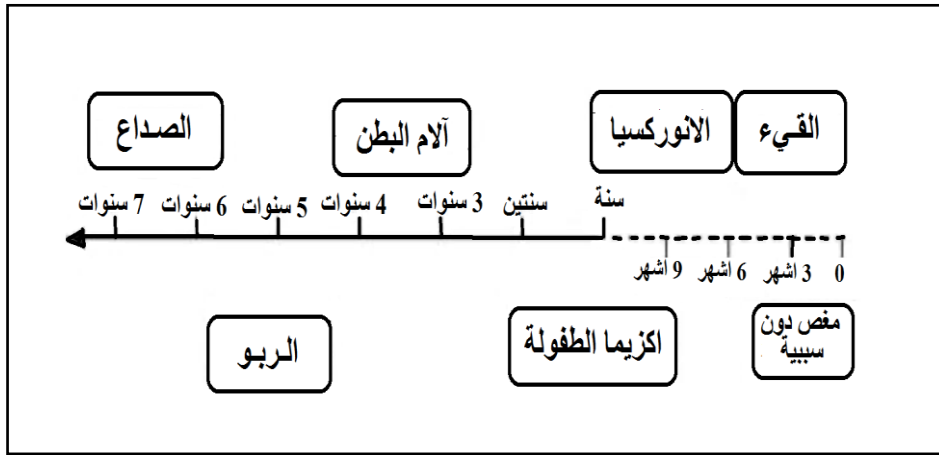 القيء
الانوركسيا
آلام البطن
الصداع
سنة
سنتين
3 سنوات
4 سنوات
5 سنوات
6 سنوات
7 سنوات
0
3 اشهر
6 اشهر
9 اشهر
مغص دون
سببية
اكزيما الطفولة
الربو